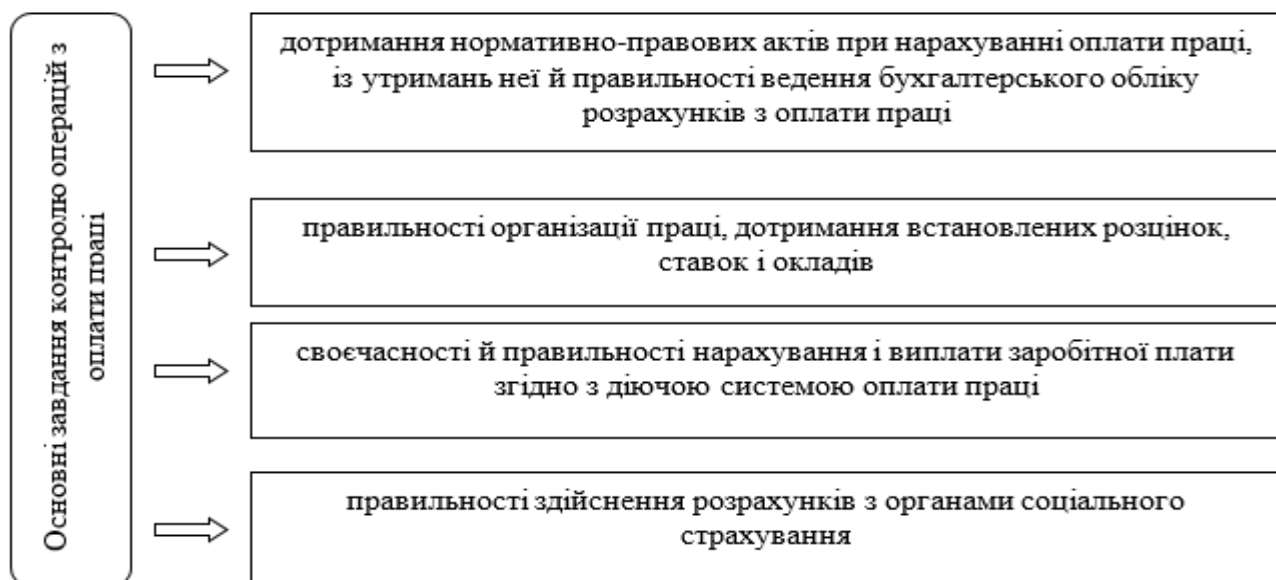 Основні завдання контролю операцій з
оплати праці
дотримання нормативно-правових актів при нарахуванні оплати праці,
із утримань неї й правильності ведення бухгалтерського обліку
розрахунків з оплати праці
правильності організації праці, дотримання встановлених розцінок,
ставок і окладів
своєчасності й правильності нарахування і виплати заробітної плати
згідно з діючою системою оплати праці
правильності здійснення розрахунків з органами соціального
страхування